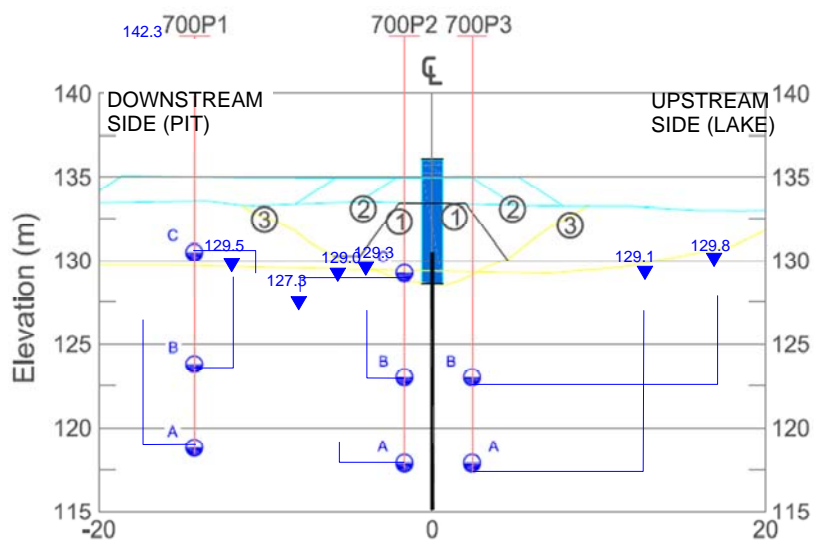 142.3 700P1 700P2 700P3
℄
140 DOWNSTREAM UPSTREAM 140
SIDE (PIT) SIDE (LAKE)
135 135
③ ② ① ① ② ③
C 129.5 129.0 129.3 C 129.1 129.8
130 130
127.3
Elevation (m)
125 125
B B B
120 120
A A A
115 115
-20 0 20